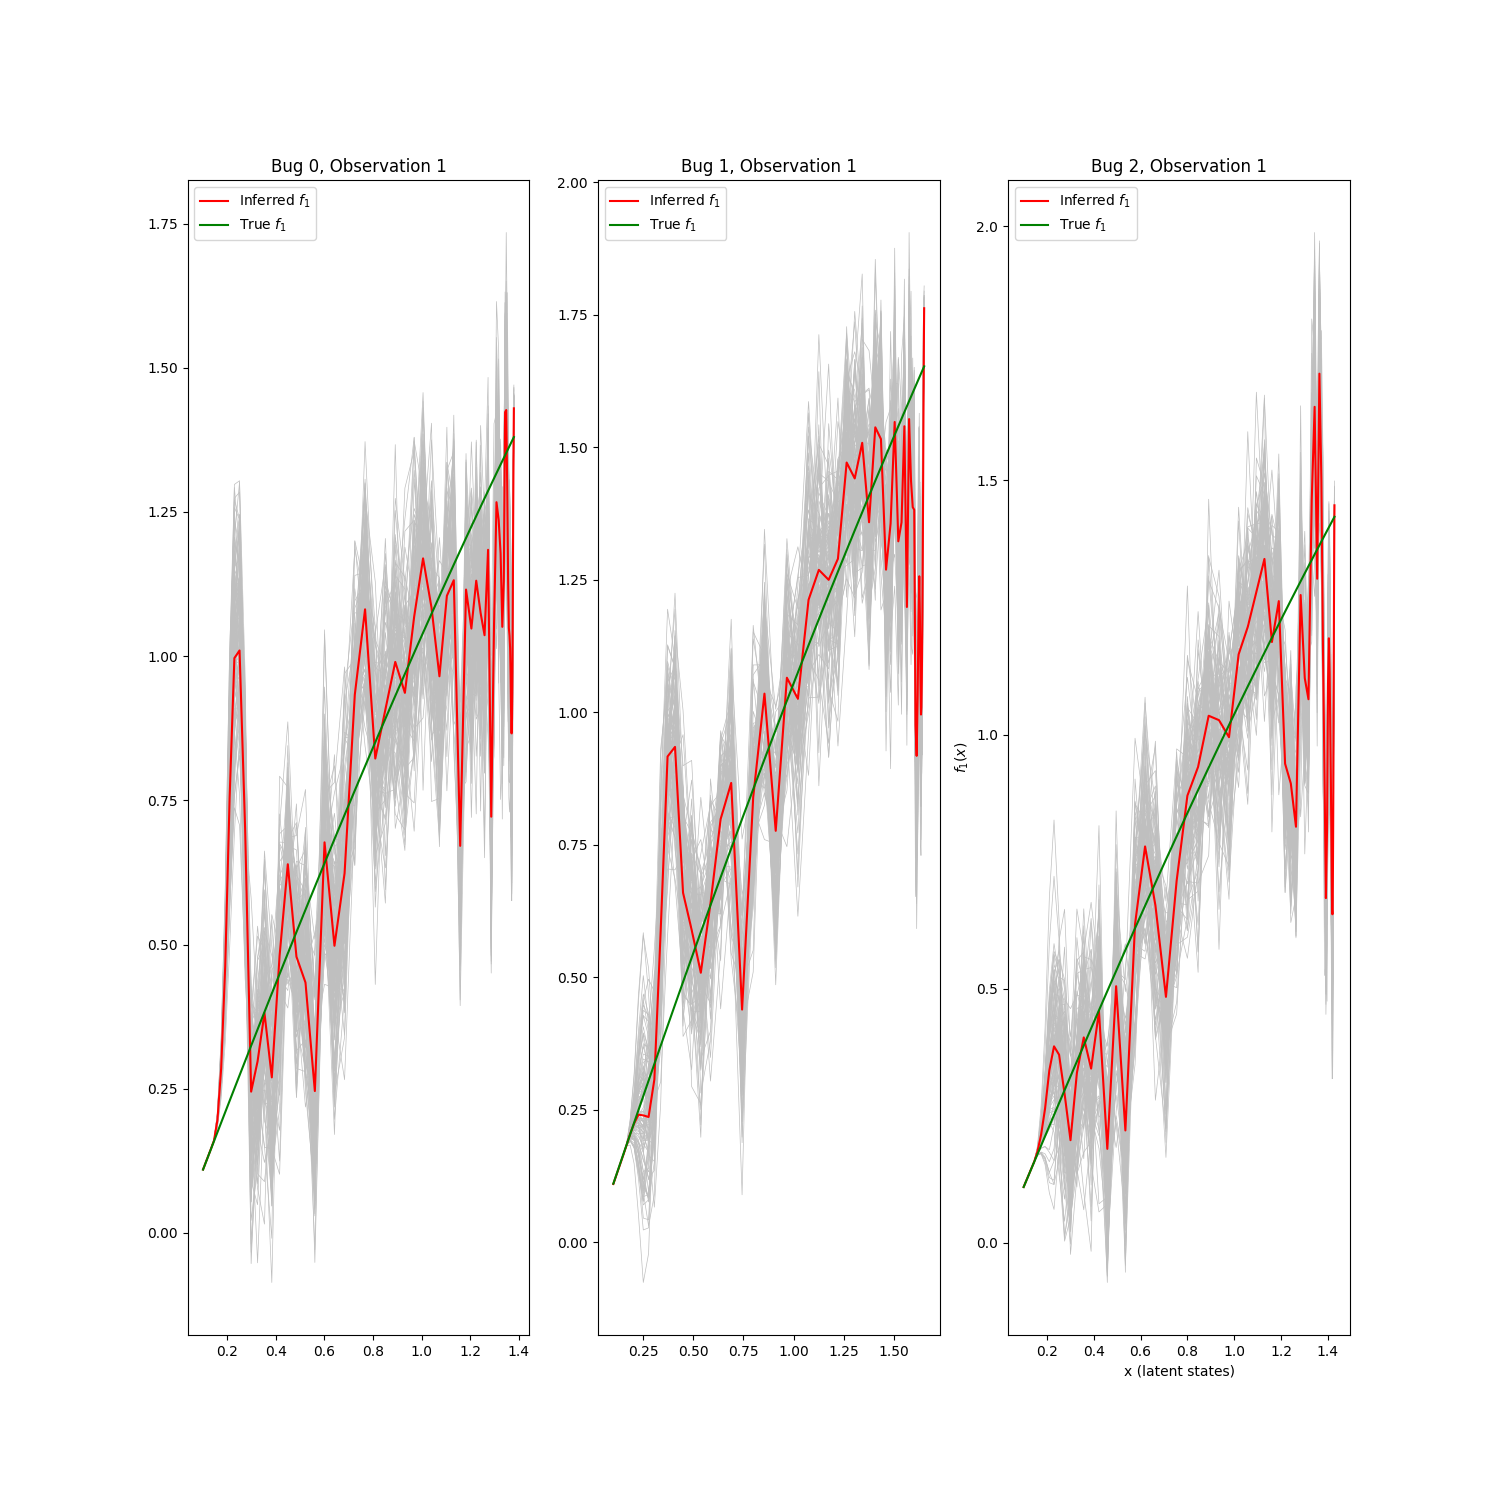 Bug 0, Observation 1
Inferred f₁
True f₁
1.75
1.50
1.25
1.00
0.75
0.50
0.25
0.00
0.2 0.4 0.6 0.8 1.0 1.2 1.4
Bug 1, Observation 1
Inferred f₁
True f₁
2.00
1.75
1.50
1.25
1.00
0.75
0.50
0.25
0.00
0.25 0.50 0.75 1.00 1.25 1.50
Bug 2, Observation 1
Inferred f₁
True f₁
f₁(x)
2.0
1.5
1.0
0.5
0.0
0.2 0.4 0.6 0.8 1.0 1.2 1.4
x (latent states)